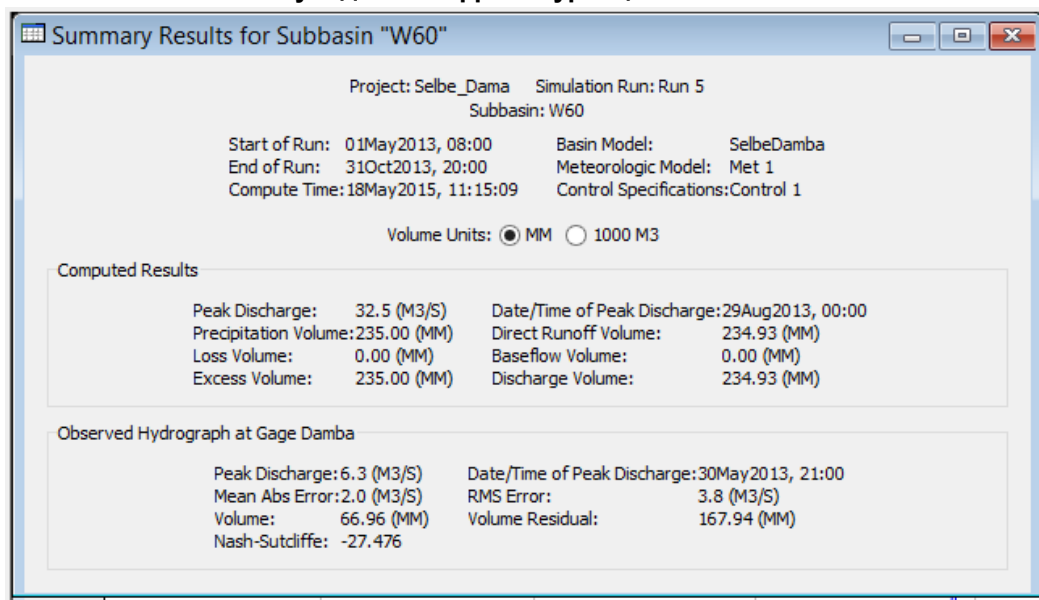 Summary Results for Subbasin "W60"
Project: Selbe_Dama Simulation Run: Run 5
Subbasin: W60
Start of Run: 01May2013, 08:00 Basin Model: SelbeDamba
End of Run: 31Oct2013, 20:00 Meteorologic Model: Met 1
Compute Time: 18May2015, 11:15:09 Control Specifications: Control 1
Volume Units: MM 1000 M3
Computed Results
Peak Discharge: 32.5 (M3/S) Date/Time of Peak Discharge: 29Aug2013, 00:00
Precipitation Volume: 235.00 (MM) Direct Runoff Volume: 234.93 (MM)
Loss Volume: 0.00 (MM) Baseflow Volume: 0.00 (MM)
Excess Volume: 235.00 (MM) Discharge Volume: 234.93 (MM)
Observed Hydrograph at Gage Damba
Peak Discharge: 6.3 (M3/S) Date/Time of Peak Discharge: 30May2013, 21:00
Mean Abs Error: 2.0 (M3/S) RMS Error: 3.8 (M3/S)
Volume: 66.96 (MM) Volume Residual: 167.94 (MM)
Nash-Sutcliffe: -27.476